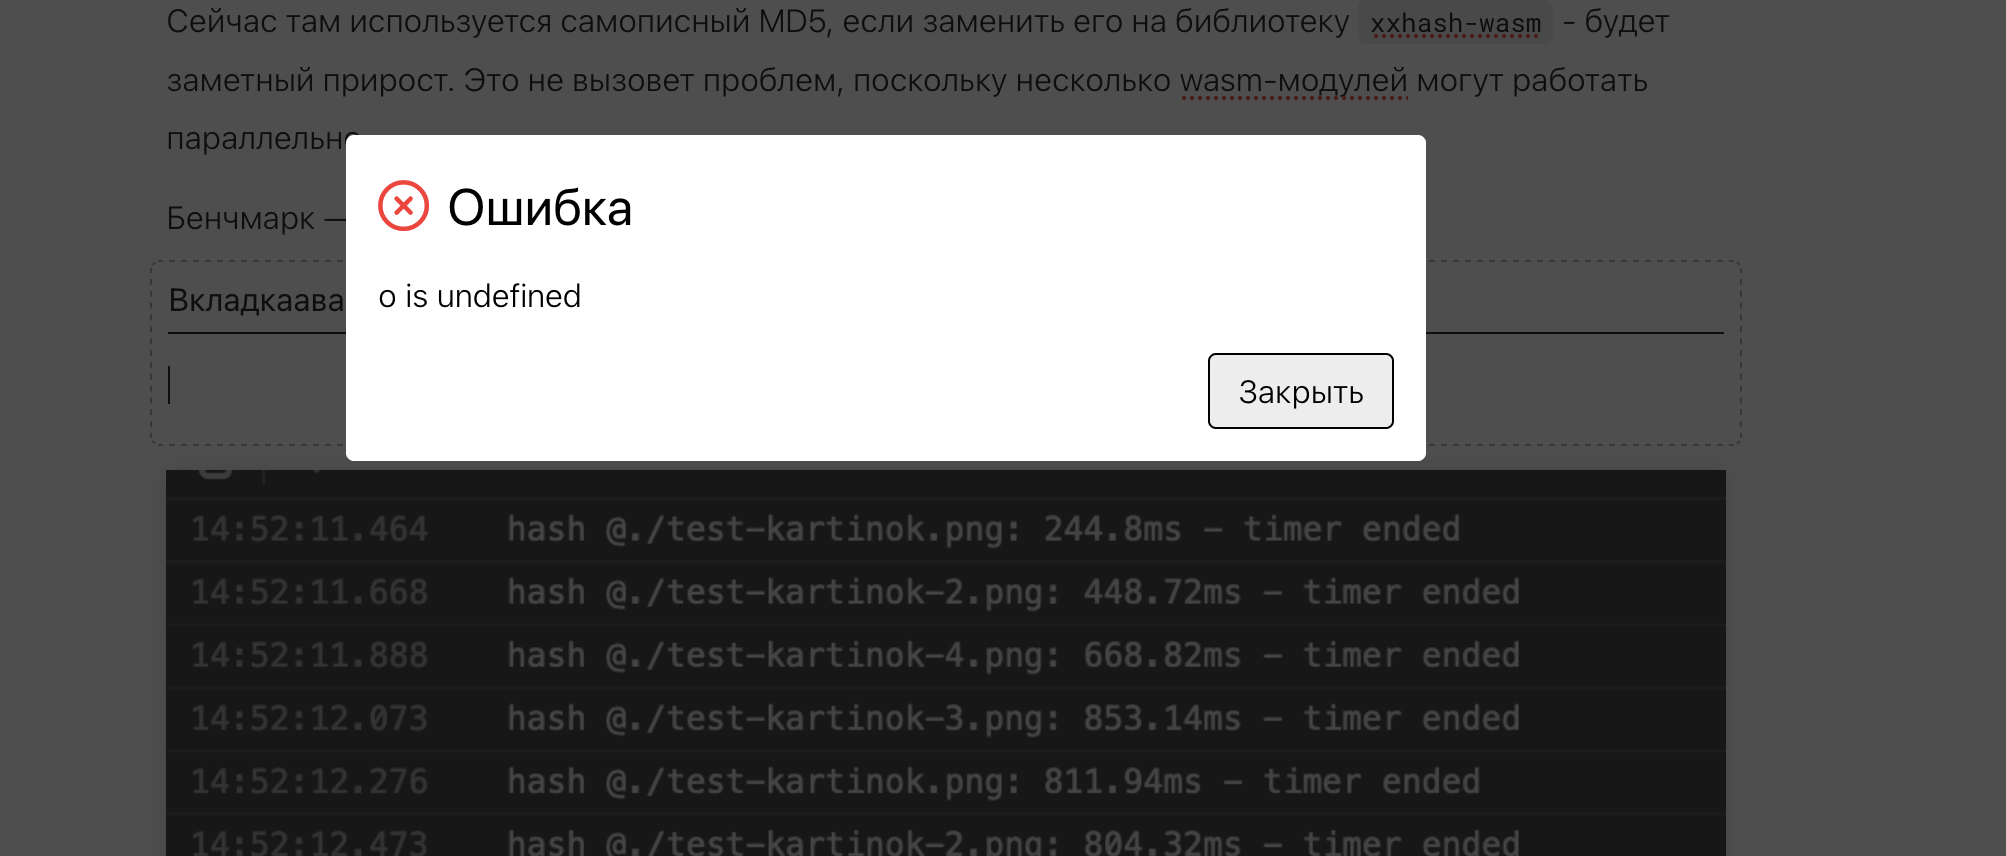 Сейчас там используется самописный MD5, если заменить его на библиотеку xxhash-wasm - будет
заметный прирост. Это не вызовет проблем, поскольку несколько wasm-модулей могут работать
параллельно
Бенчмарк —
Вкладкаава
Ошибка
o is undefined
Закрыть
14:52:11.464 hash @./test-kartinok.png: 244.8ms – timer ended
14:52:11.668 hash @./test-kartinok-2.png: 448.72ms – timer ended
14:52:11.888 hash @./test-kartinok-4.png: 668.82ms – timer ended
14:52:12.073 hash @./test-kartinok-3.png: 853.14ms – timer ended
14:52:12.276 hash @./test-kartinok.png: 811.94ms – timer ended
14:52:12.473 hash @./test-kartinok-2.png: 804.32ms – timer ended